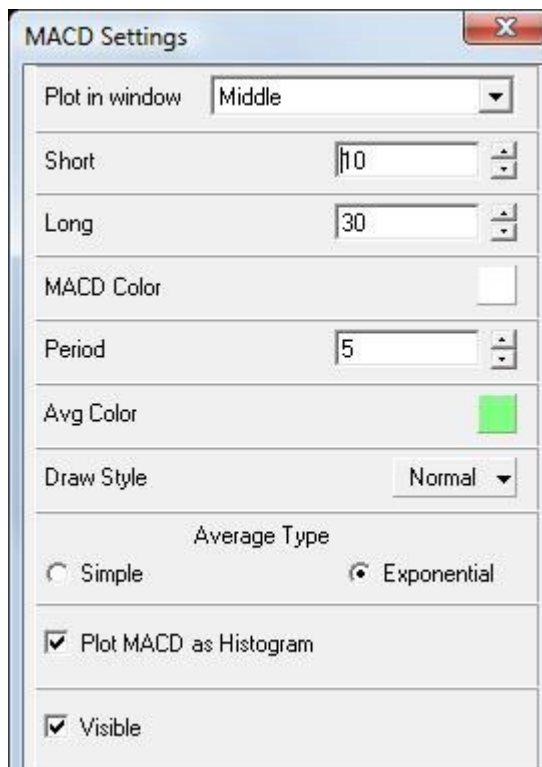 MACD Settings
Plot in window Middle
Short 10
Long 30
MACD Color
Period 5
Avg Color
Draw Style Normal
Average Type
Simple Exponential
Plot MACD as Histogram
Visible